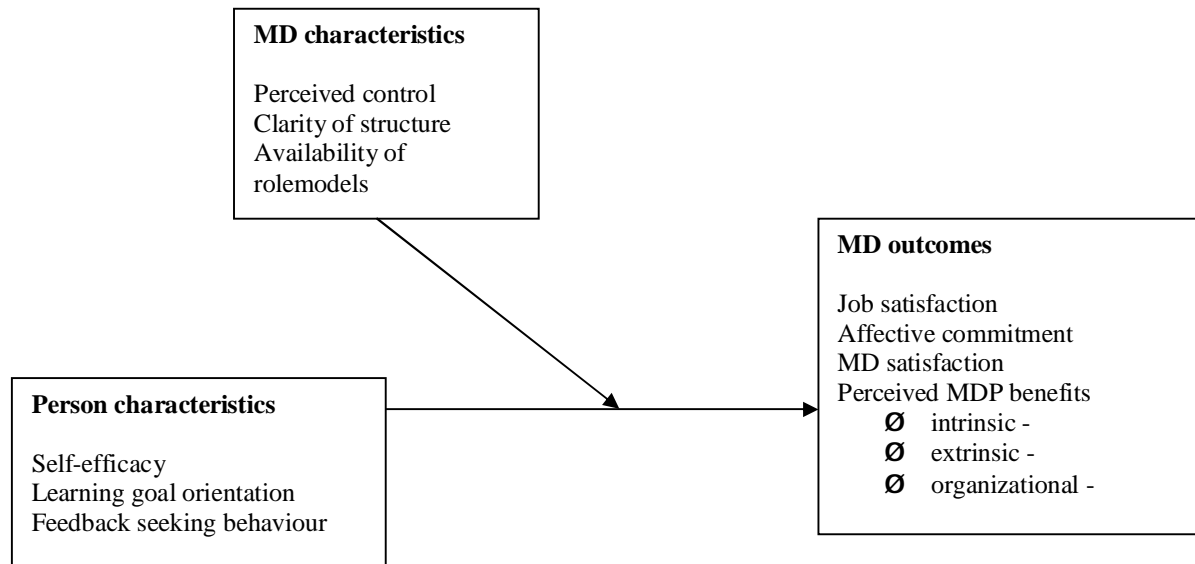 MD characteristics
Perceived control
Clarity of structure
Availability of
rolemodels
MD outcomes
Job satisfaction
Affective commitment
MD satisfaction
Perceived MDP benefits
Ø intrinsic -
Ø extrinsic -
Ø organizational -
Person characteristics
Self-efficacy
Learning goal orientation
Feedback seeking behaviour